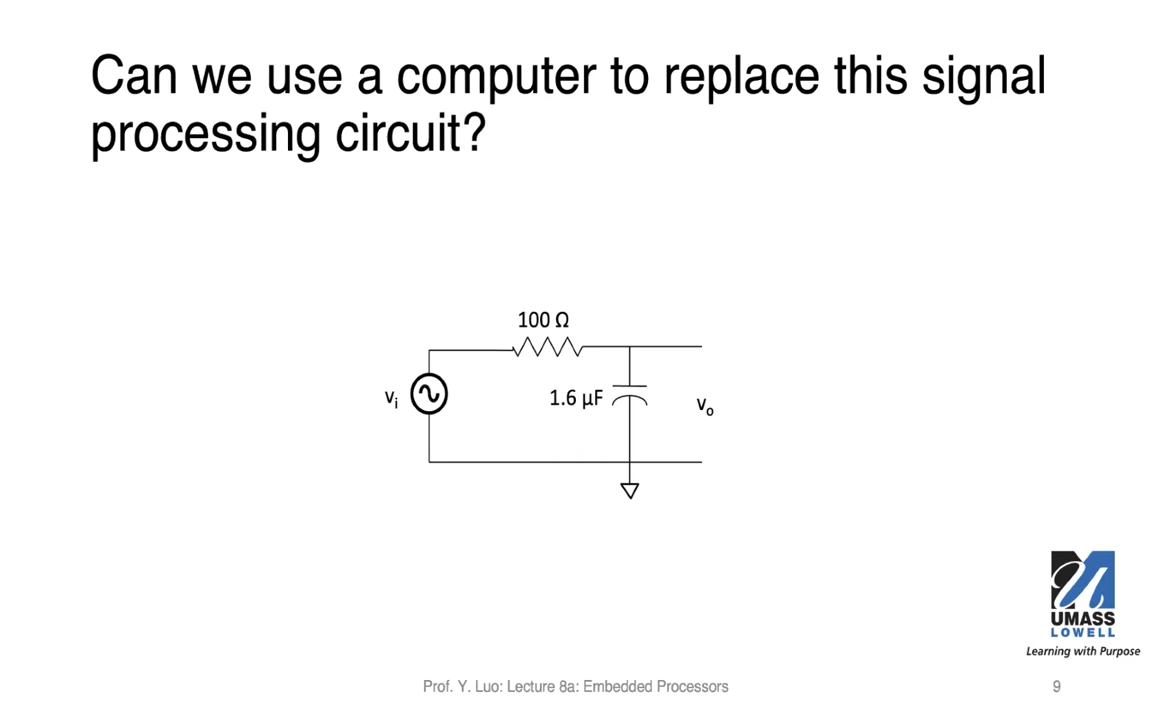 Can we use a computer to replace this signal
processing circuit?
100 Ω
vi
1.6 µF
vo
UMASS
LOWELL
Learning with Purpose
Prof. Y. Luo: Lecture 8a: Embedded Processors
9